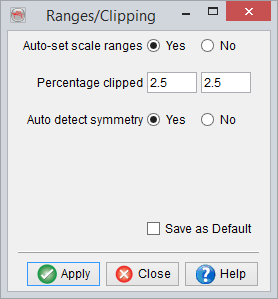 Ranges/Clipping
Auto-set scale ranges Yes No
Percentage clipped 2.5 2.5
Auto detect symmetry Yes No
Save as Default
Apply Close Help